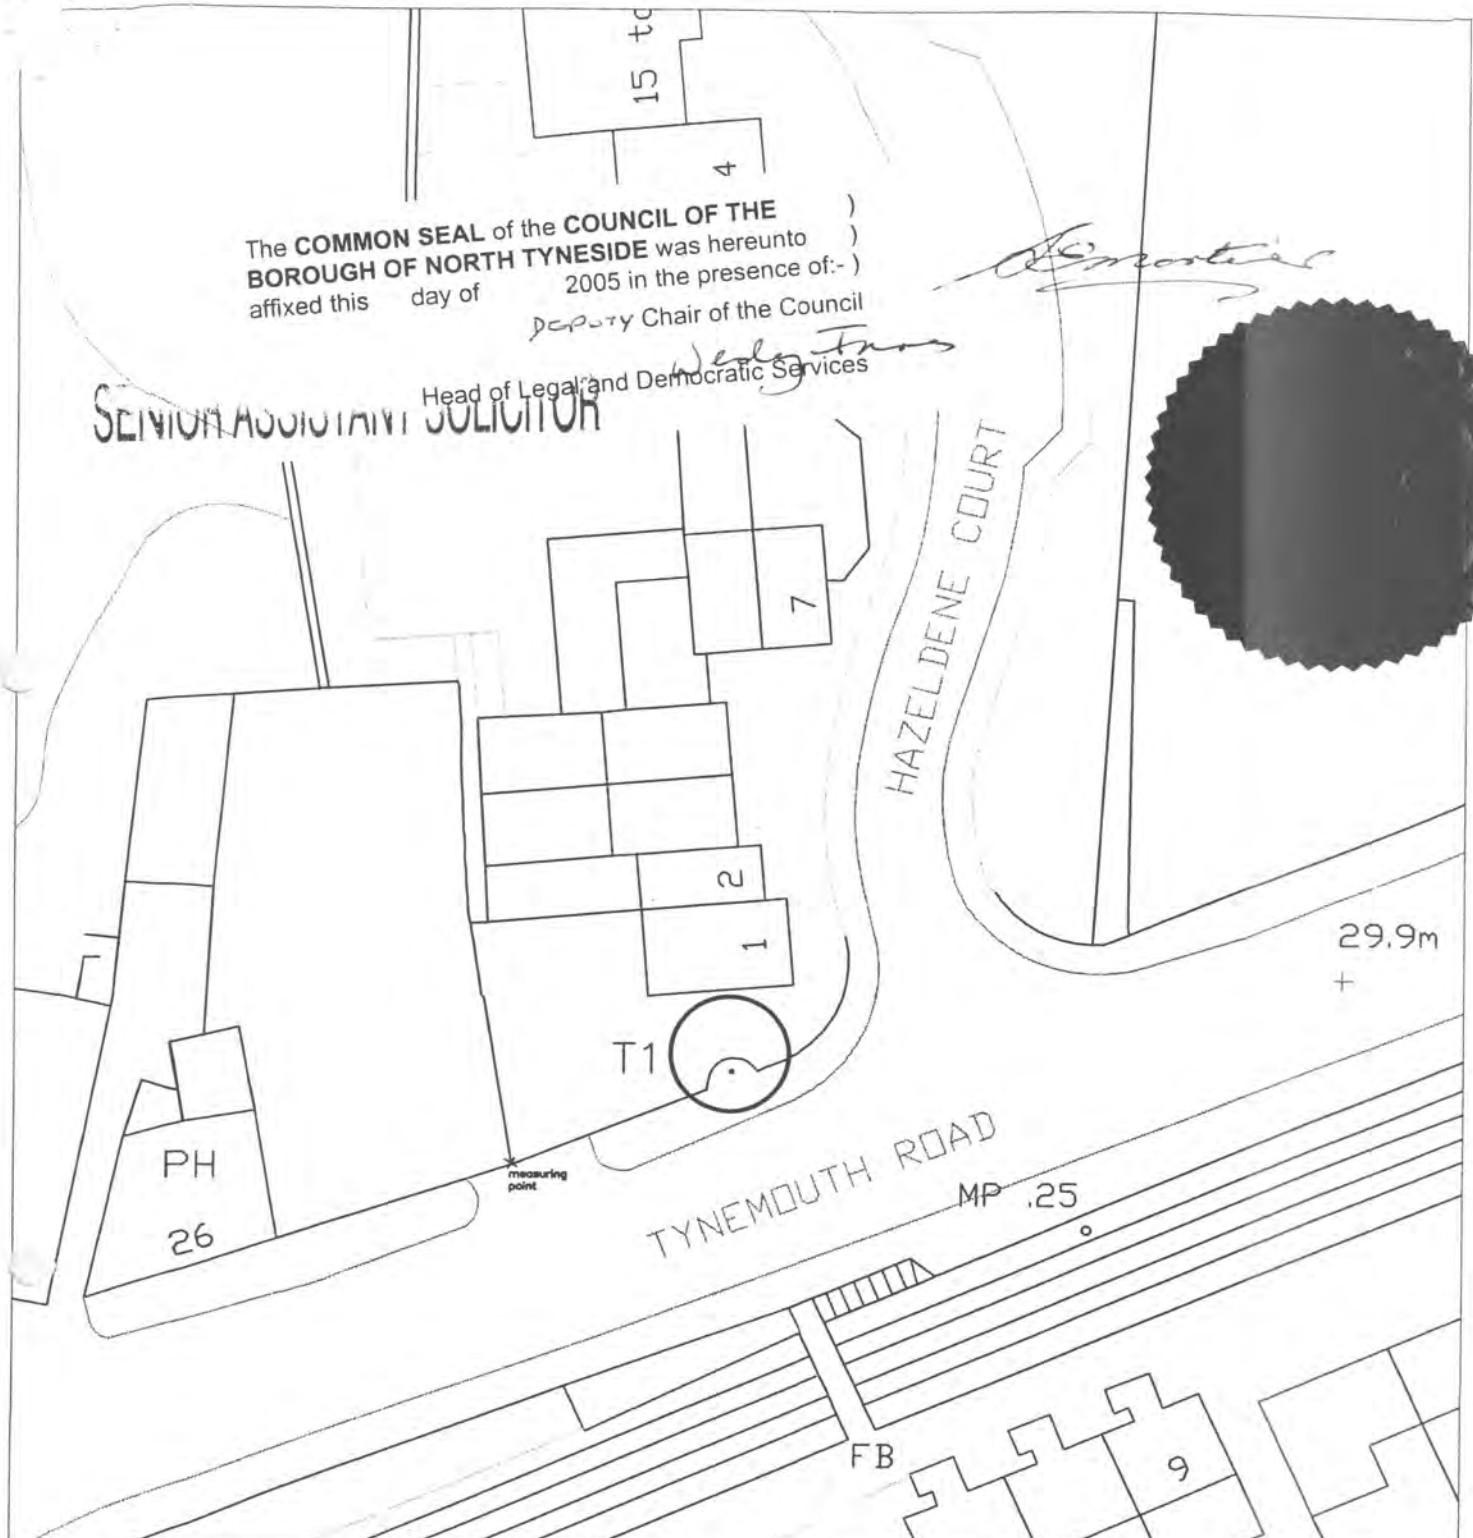 15 to
4
The COMMON SEAL of the COUNCIL OF THE )
BOROUGH OF NORTH TYNESIDE was hereunto )
affixed this day of 2005 in the presence of:- )
DEPUTY Chair of the Council
Head of Legal and Democratic Services
SENIOR ASSISTANT SOLICITOR
HAZELDENE COURT
7
2
1
29.9m
T1
PH
26
measuring
point
TYNEMOUTH ROAD
MP .25
FB
9